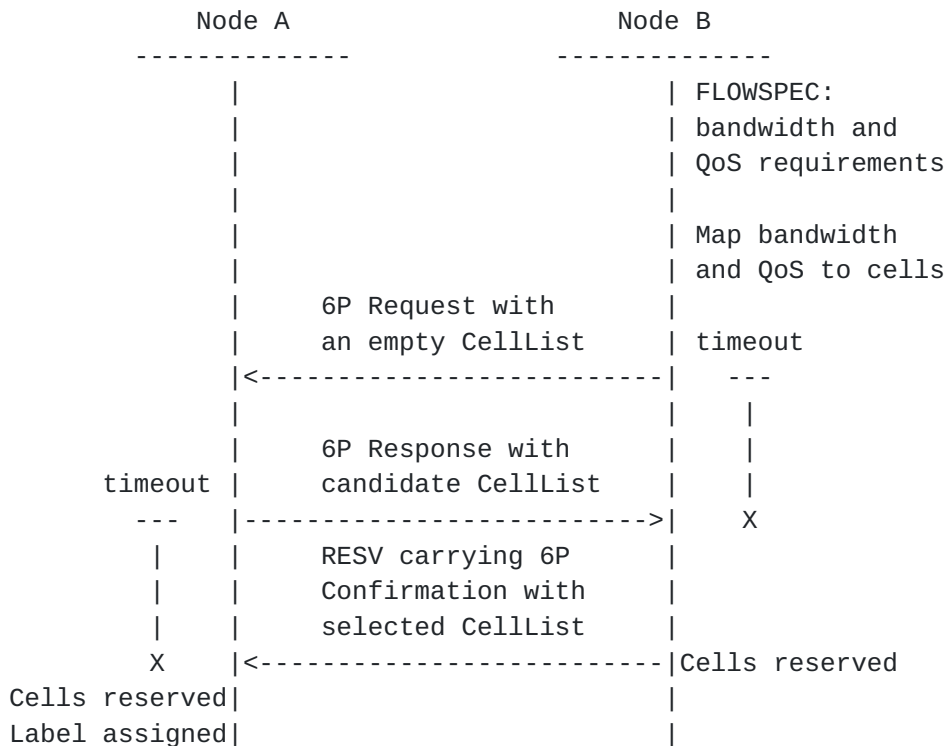 Node A                     Node B
        --------------             --------------
               |                            | FLOWSPEC:
               |                            | bandwidth and
               |                            | QoS requirements
               |                            |
               |                            | Map bandwidth
               |                            | and QoS to cells
               |     6P Request with        |
               |     an empty CellList      | timeout
               |<---------------------------|   ---
               |                            |    |
               |     6P Response with       |    |
       timeout |     candidate CellList     |    |
         ---   |--------------------------->|    X
          |    |     RESV carrying 6P       |
          |    |     Confirmation with      |
          |    |     selected CellList      |
          X    |<---------------------------|Cells reserved
 Cells reserved|                            |
 Label assigned|                            |